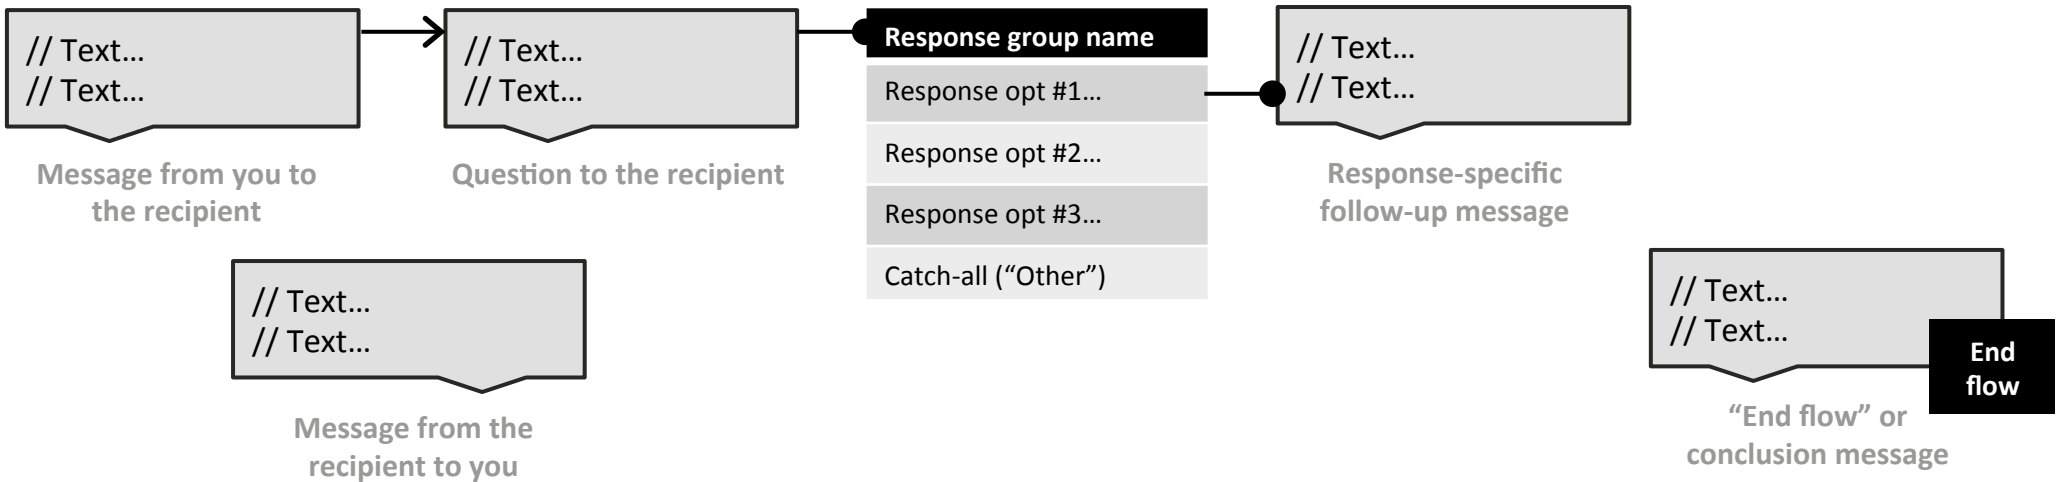 // Text…
// Text…
Message from you to
the recipient
// Text…
// Text…
Question to the recipient
Response group name
Response opt #1…
Response opt #2…
Response opt #3…
Catch-all (“Other”)
// Text…
// Text…
Response-specific
follow-up message
// Text…
// Text…
Message from the
recipient to you
// Text…
// Text…
End
flow
“End flow” or
conclusion message